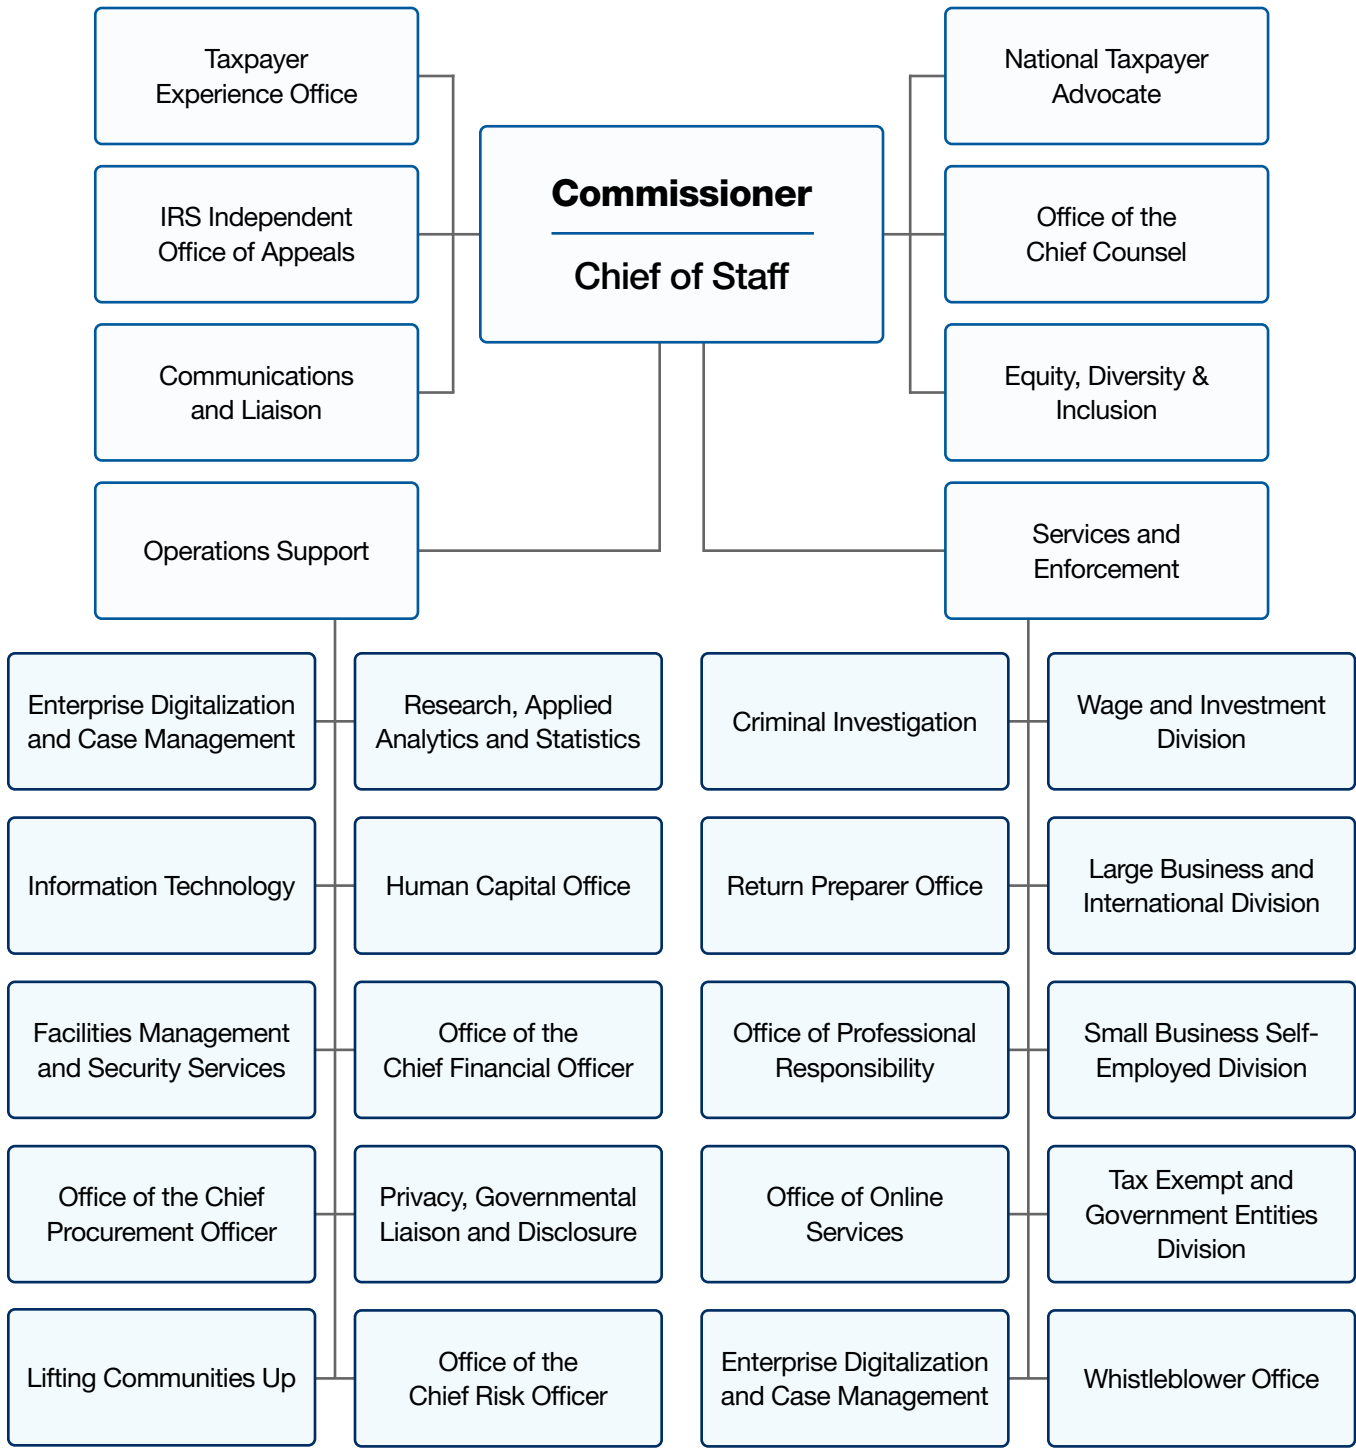 Taxpayer
Experience Office
National Taxpayer
Advocate
Commissioner
Chief of Staff
IRS Independent
Office of Appeals
Office of the
Chief Counsel
Communications
and Liaison
Equity, Diversity &
Inclusion
Operations Support
Services and
Enforcement
Enterprise Digitalization
and Case Management
Research, Applied
Analytics and Statistics
Criminal Investigation
Wage and Investment
Division
Information Technology
Human Capital Office
Return Preparer Office
Large Business and
International Division
Facilities Management
and Security Services
Office of the
Chief Financial Officer
Office of Professional
Responsibility
Small Business Self-
Employed Division
Office of the Chief
Procurement Officer
Privacy, Governmental
Liaison and Disclosure
Office of Online
Services
Tax Exempt and
Government Entities
Division
Lifting Communities Up
Office of the
Chief Risk Officer
Enterprise Digitalization
and Case Management
Whistleblower Office